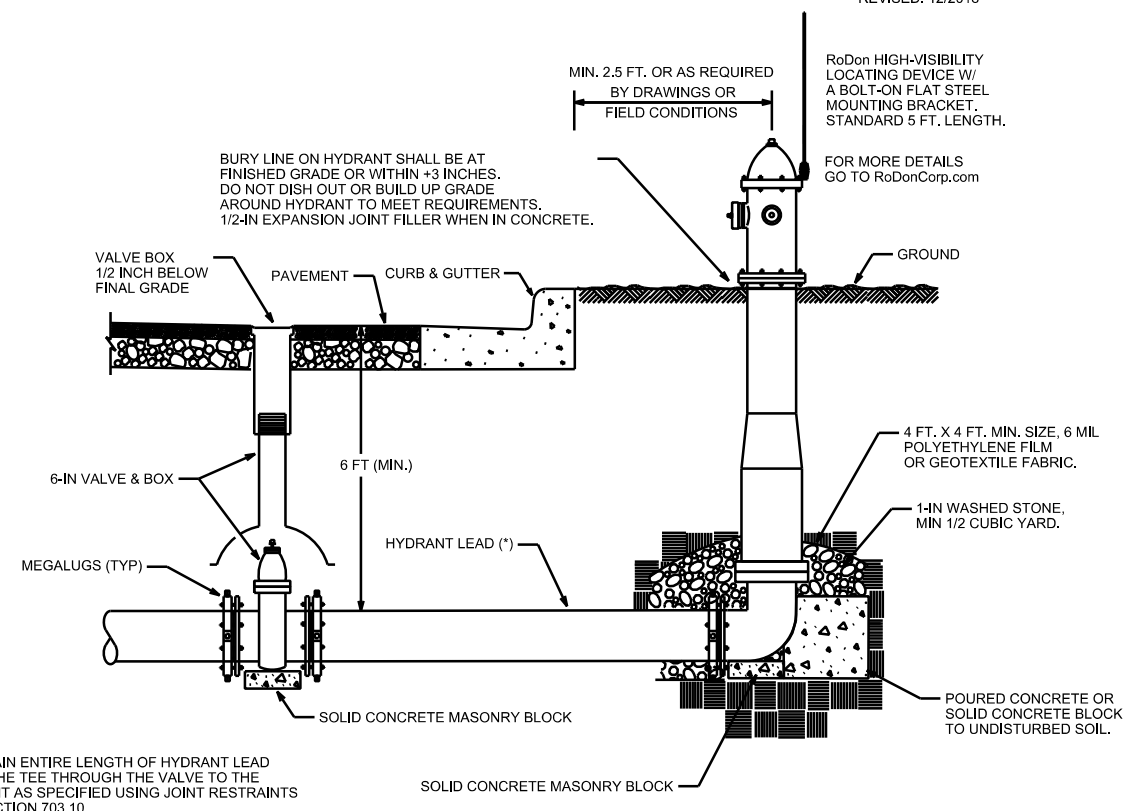 REVISED: 12/2018
MIN. 2.5 FT. OR AS REQUIRED
BY DRAWINGS OR
FIELD CONDITIONS
RoDon HIGH-VISIBILITY
LOCATING DEVICE W/
A BOLT-ON FLAT STEEL
MOUNTING BRACKET.
STANDARD 5 FT. LENGTH.
FOR MORE DETAILS
GO TO RoDonCorp.com
BURY LINE ON HYDRANT SHALL BE AT
FINISHED GRADE OR WITHIN +3 INCHES.
DO NOT DISH OUT OR BUILD UP GRADE
AROUND HYDRANT TO MEET REQUIREMENTS.
1/2-IN EXPANSION JOINT FILLER WHEN IN CONCRETE.
VALVE BOX
1/2 INCH BELOW
FINAL GRADE
PAVEMENT
CURB & GUTTER
GROUND
6-IN VALVE & BOX
6 FT (MIN.)
4 FT. X 4 FT. MIN. SIZE, 6 MIL
POLYETHYLENE FILM
OR GEOTEXTILE FABRIC.
1-IN WASHED STONE,
MIN 1/2 CUBIC YARD.
HYDRANT LEAD (*)
MEGALUGS (TYP)
SOLID CONCRETE MASONRY BLOCK
POURED CONCRETE OR
SOLID CONCRETE BLOCK
TO UNDISTURBED SOIL.
SOLID CONCRETE MASONRY BLOCK
ENTIRE LENGTH OF HYDRANT LEAD
TEE THROUGH THE VALVE TO THE
AS SPECIFIED USING JOINT RESTRAINTS
703.10